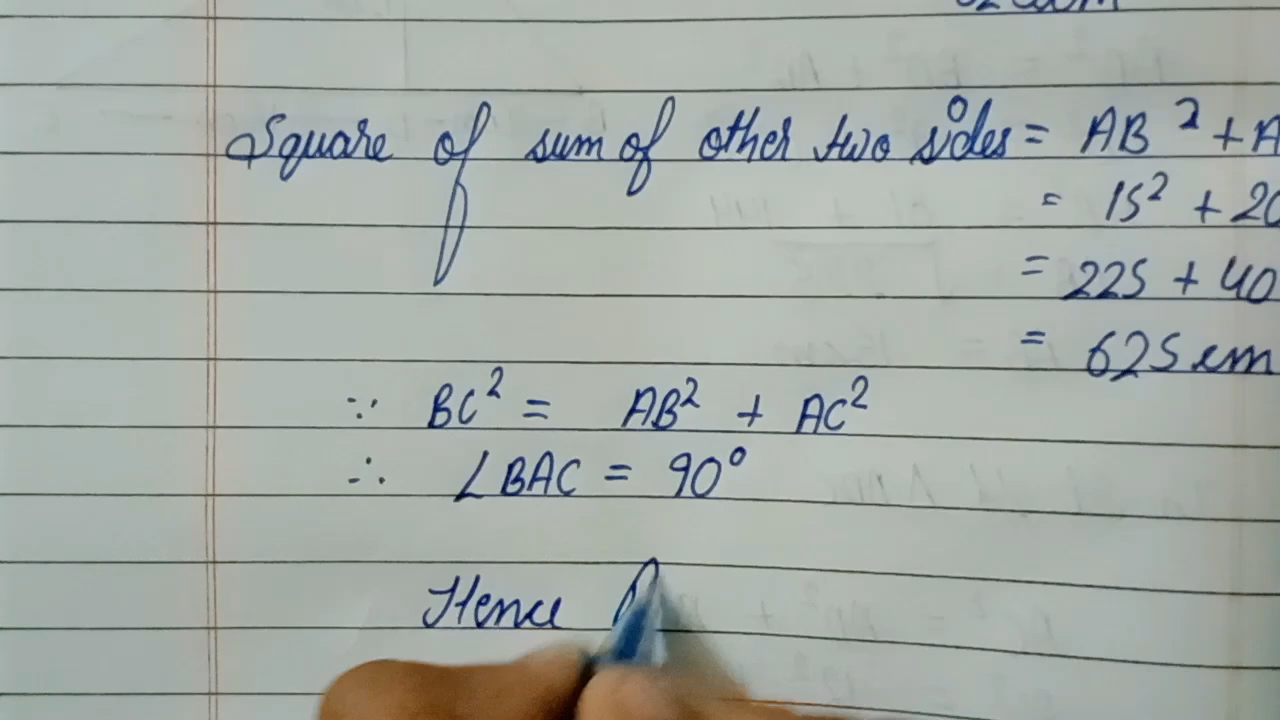 Square of sum of other two sides = AB² + A
= 15² + 20
= 225 + 40
= 625 cm
∵ BC² = AB² + AC²
∴ ∠BAC = 90°
Hence